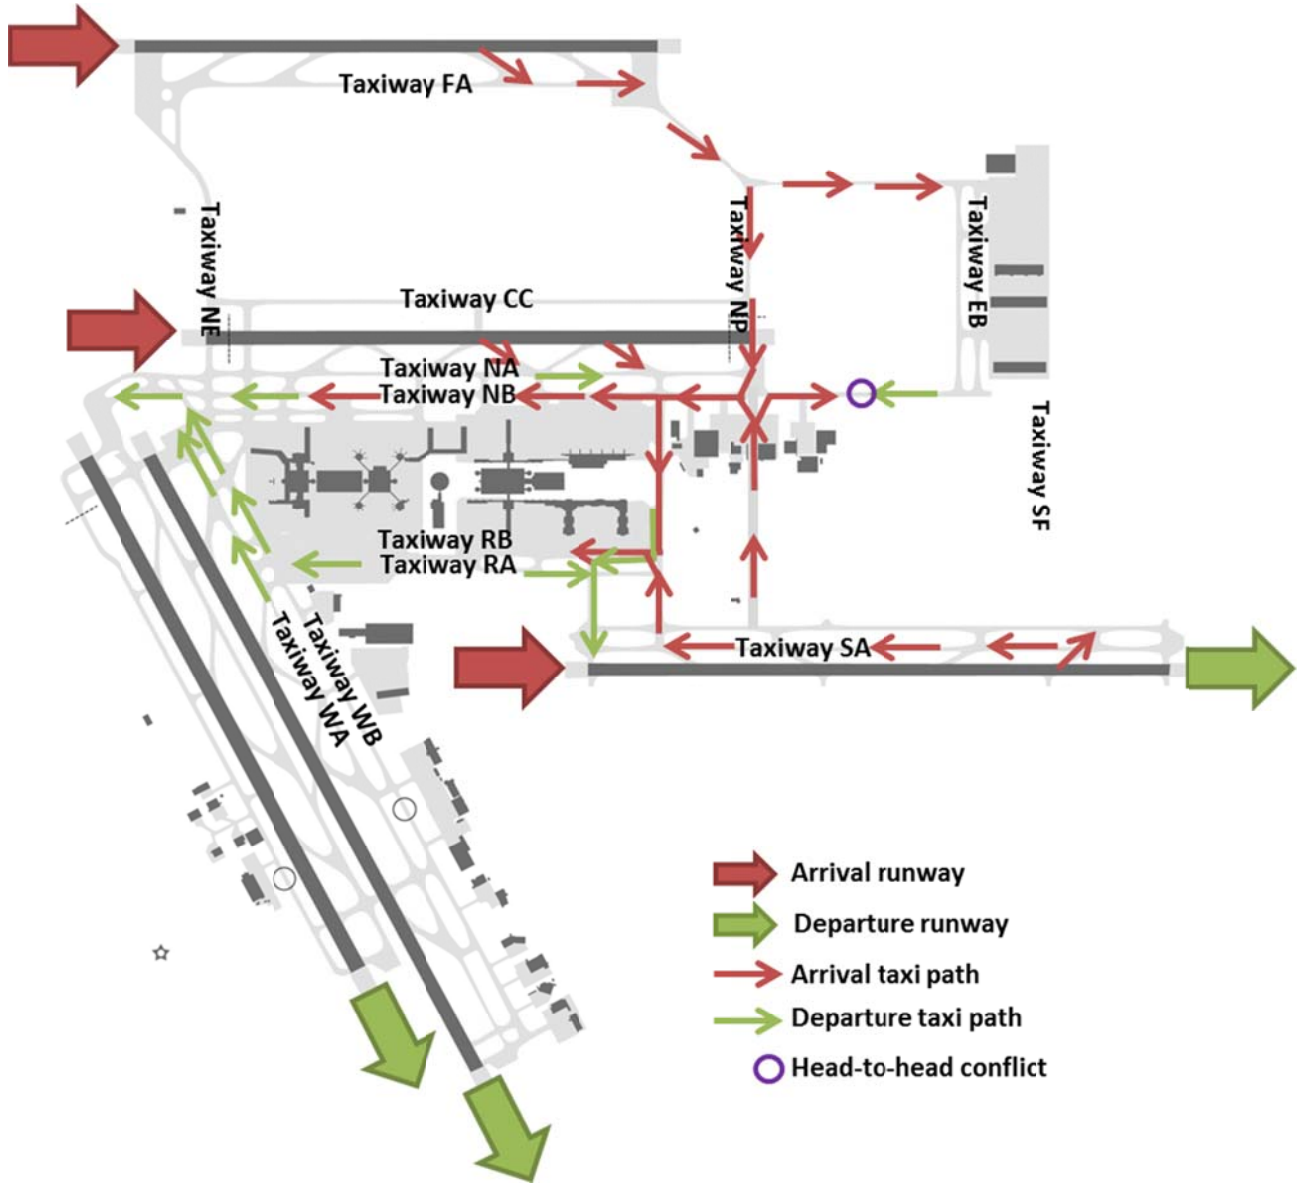 Taxiway FA
Taxiway NE
Taxiway NP
Taxiway EB
Taxiway CC
Taxiway NA
Taxiway NB
Taxiway SF
Taxiway RB
Taxiway RA
Taxiway WB
Taxiway WA
Taxiway SA
Arrival runway
Departure runway
Arrival taxi path
Departure taxi path
Head-to-head conflict